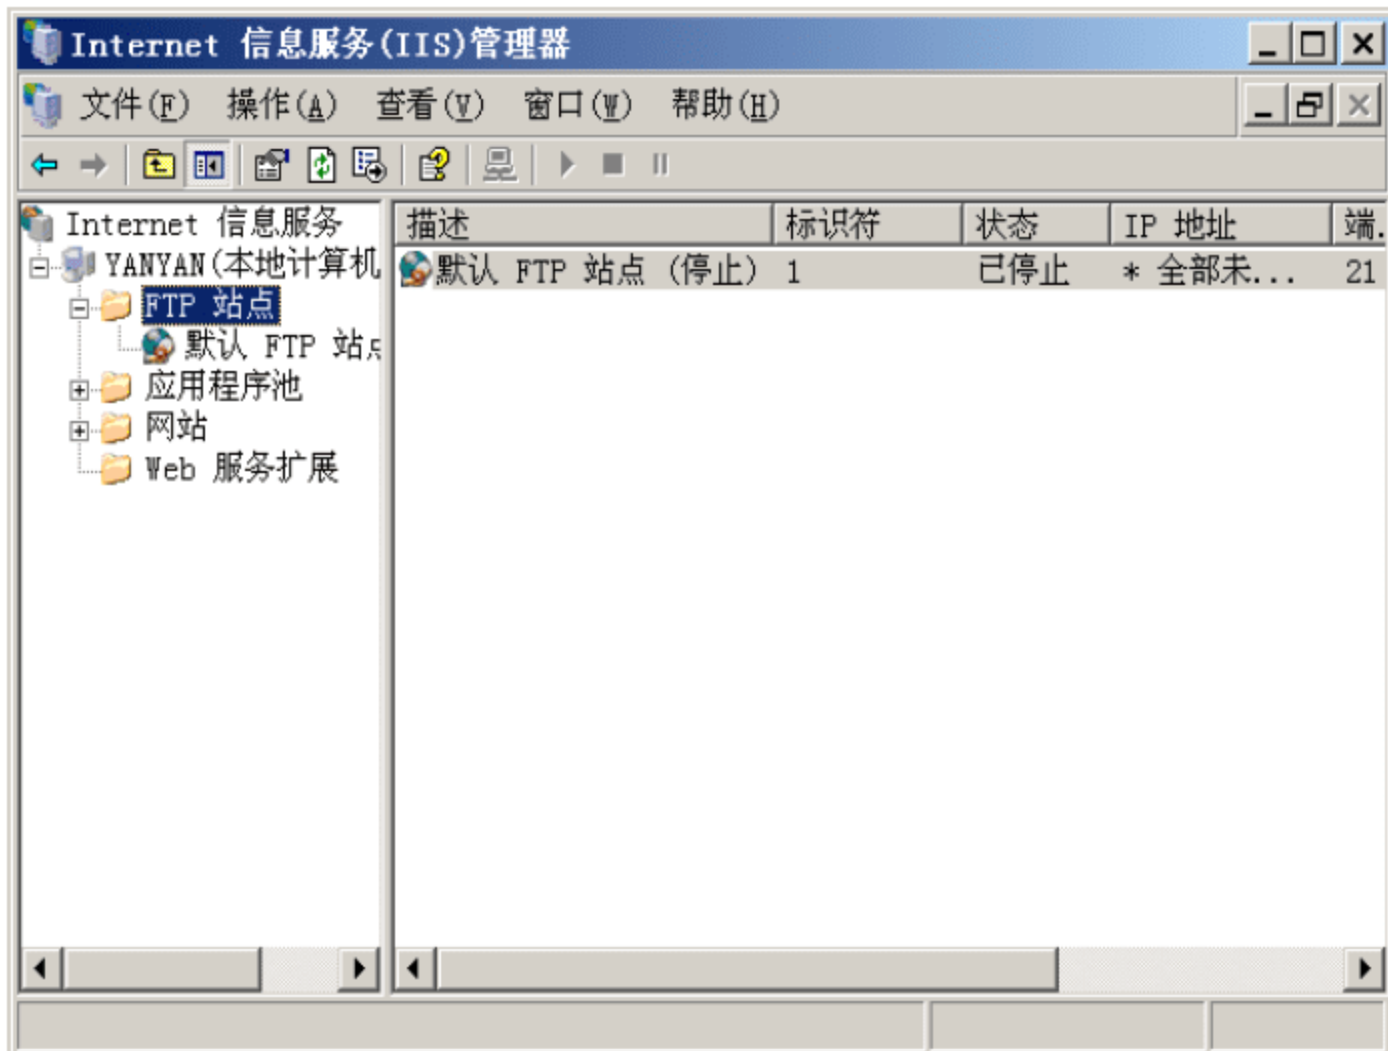 Internet 信息服务(IIS)管理器
文件(F) 操作(A) 查看(V) 窗口(W) 帮助(H)
Internet 信息服务
YANYAN(本地计算机
FTP 站点
默认 FTP 站点
应用程序池
网站
Web 服务扩展
描述 标识符 状态 IP 地址 端.
默认 FTP 站点 (停止) 1 已停止 * 全部未... 21